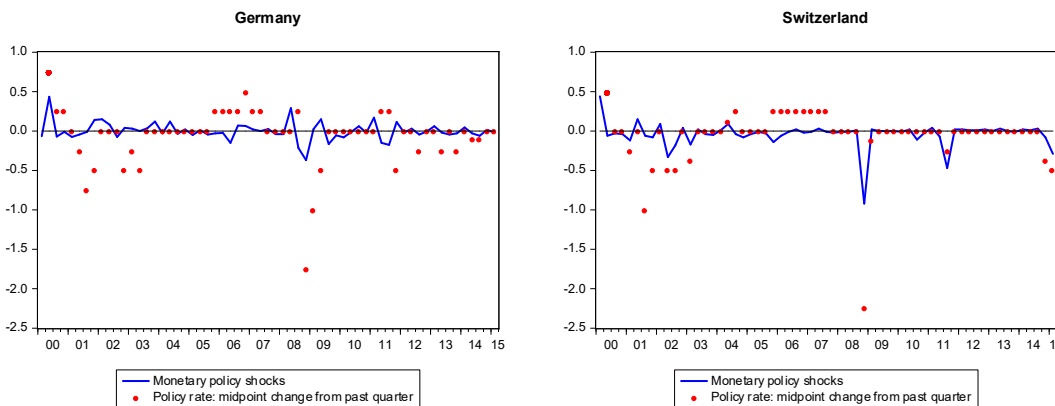 Germany
1.0
0.5
0.0
-0.5
-1.0
-1.5
-2.0
-2.5
00 01 02 03 04 05 06 07 08 09 10 11 12 13 14 15
Monetary policy shocks
Policy rate: midpoint change from past quarter
Switzerland
1.0
0.5
0.0
-0.5
-1.0
-1.5
-2.0
-2.5
00 01 02 03 04 05 06 07 08 09 10 11 12 13 14
Monetary policy shocks
Policy rate: midpoint change from past quarter